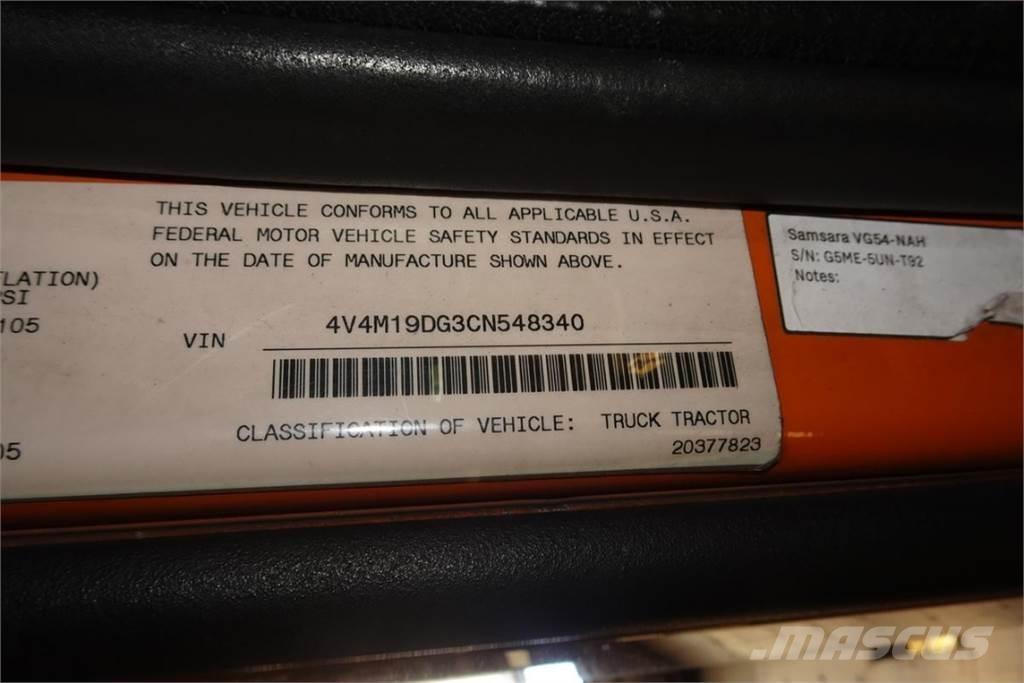 THIS VEHICLE CONFORMS TO ALL APPLICABLE U.S.A.
FEDERAL MOTOR VEHICLE SAFETY STANDARDS IN EFFECT
ON THE DATE OF MANUFACTURE SHOWN ABOVE.
FLATION)
PSI
105
VIN 4V4M19DG3CN548340
CLASSIFICATION OF VEHICLE: TRUCK TRACTOR
05
20377823
Samsara VG54-NAH
S/N: G5ME-5UN-T92
Notes:
MASCUS